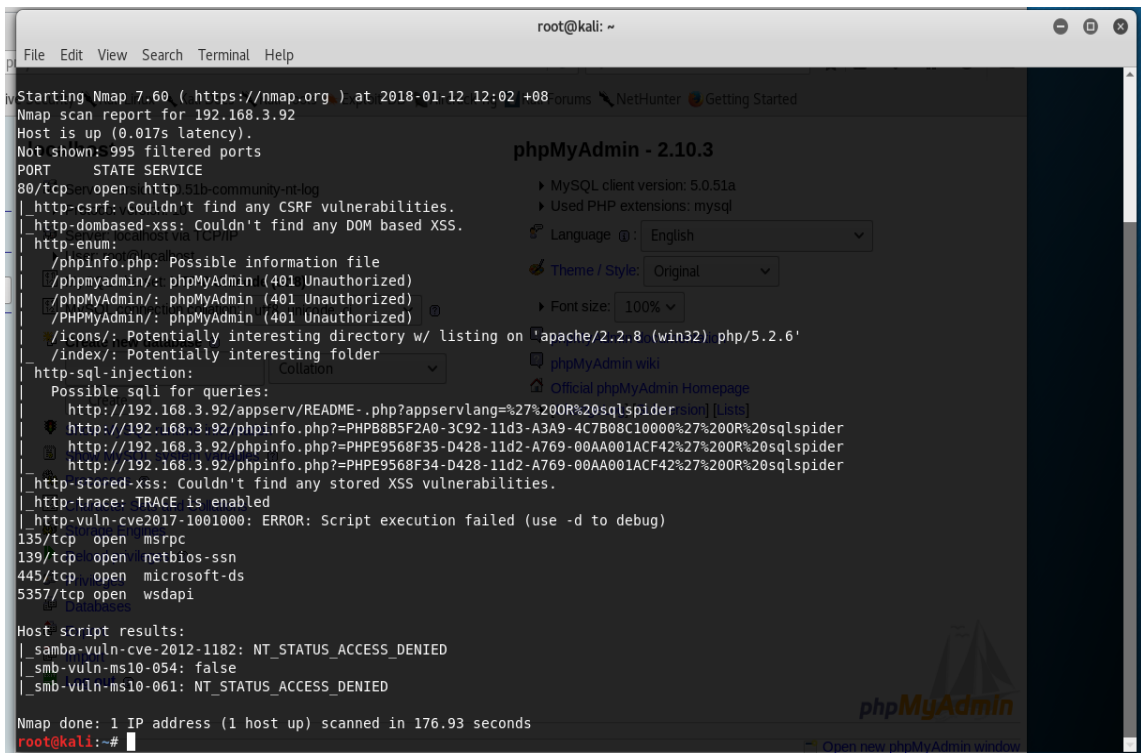 root@kali: ~
File Edit View Search Terminal Help
Starting Nmap 7.60 ( https://nmap.org ) at 2018-01-12 12:02 +08
Forums NetHunter Getting Started
Nmap scan report for 192.168.3.92
Host is up (0.017s latency).
Not shown: 995 filtered ports
PORT STATE SERVICE
80/tcp open http
|_http-csrf: Couldn't find any CSRF vulnerabilities.
|_http-dombased-xss: Couldn't find any DOM based XSS.
| http-enum:
|   /phpinfo.php: Possible information file
|   /phpmyadmin/: phpMyAdmin (401 Unauthorized)
|   /phpMyAdmin/: phpMyAdmin (401 Unauthorized)
|   /PHPMyAdmin/: phpMyAdmin (401 Unauthorized)
|   /icons/: Potentially interesting directory w/ listing on 'apache/2.2.8 (win32) php/5.2.6'
|_  /index/: Potentially interesting folder
| http-sql-injection:
|   Possible sqli for queries:
|     http://192.168.3.92/appserv/README-.php?appservlang=%27%20OR%20sqlspider
|     http://192.168.3.92/phpinfo.php?=PHPB8B5F2A0-3C92-11d3-A3A9-4C7B08C10000%27%20OR%20sqlspider
|     http://192.168.3.92/phpinfo.php?=PHPE9568F35-D428-11d2-A769-00AA001ACF42%27%20OR%20sqlspider
|_    http://192.168.3.92/phpinfo.php?=PHPE9568F34-D428-11d2-A769-00AA001ACF42%27%20OR%20sqlspider
|_http-stored-xss: Couldn't find any stored XSS vulnerabilities.
|_http-trace: TRACE is enabled
|_http-vuln-cve2017-1001000: ERROR: Script execution failed (use -d to debug)
135/tcp open msrpc
139/tcp open netbios-ssn
445/tcp open microsoft-ds
5357/tcp open wsdapi
Host script results:
|_samba-vuln-cve-2012-1182: NT_STATUS_ACCESS_DENIED
|_smb-vuln-ms10-054: false
|_smb-vuln-ms10-061: NT_STATUS_ACCESS_DENIED
Nmap done: 1 IP address (1 host up) scanned in 176.93 seconds
root@kali:~#
phpMyAdmin - 2.10.3
MySQL client version: 5.0.51a
Used PHP extensions: mysql
Language : English
Theme / Style: Original
Font size: 100%
phpMyAdmin wiki
Official phpMyAdmin Homepage
[Lists]
Server: localhost via TCP/IP
Collation
Databases
phpMyAdmin
Open new phpMyAdmin window